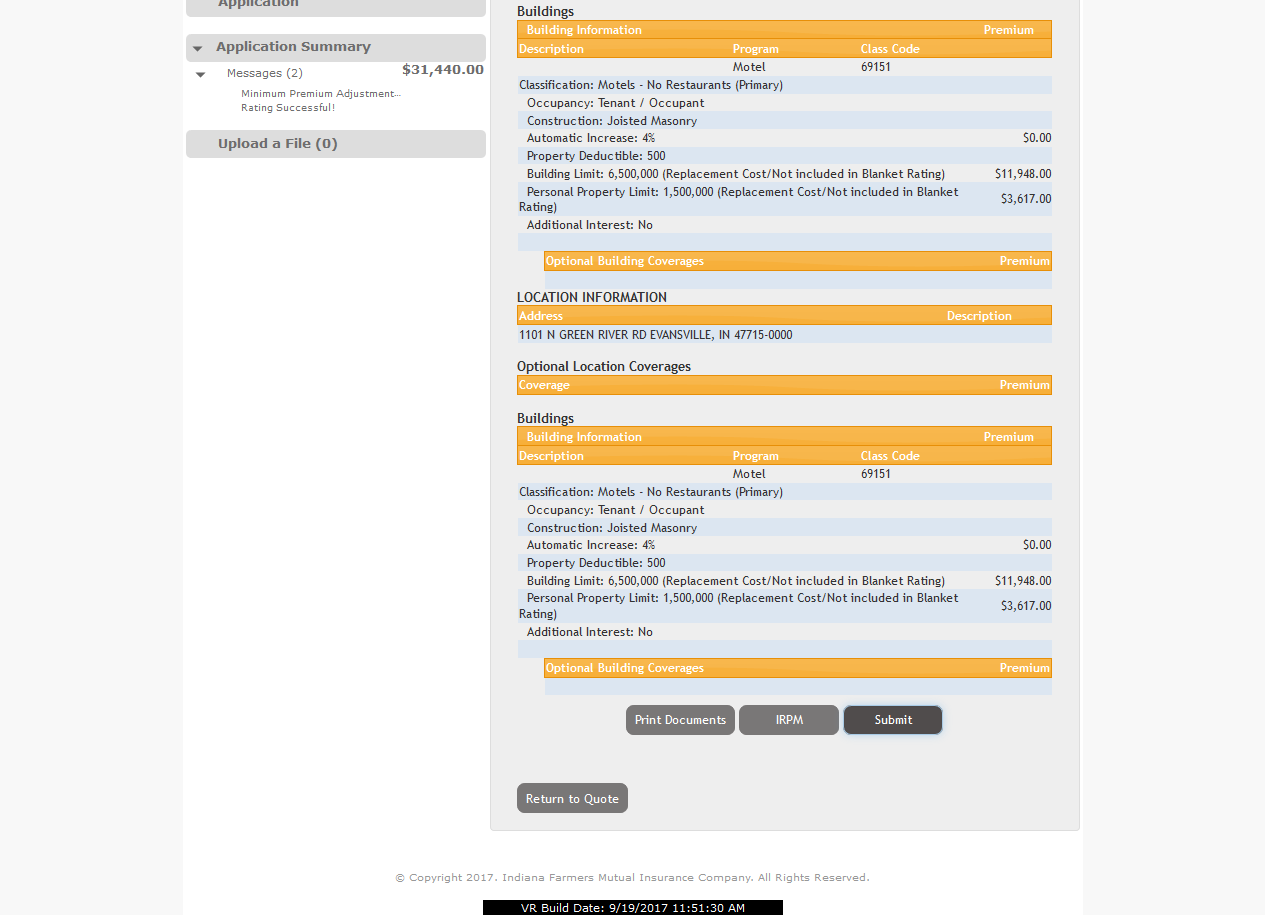 Application
Application Summary
Messages (2) $31,440.00
Minimum Premium Adjustment...
Rating Successful!
Upload a File (0)
Buildings
Building Information Premium
Description Program Class Code
Motel 69151
Classification: Motels - No Restaurants (Primary)
Occupancy: Tenant / Occupant
Construction: Joisted Masonry
Automatic Increase: 4% $0.00
Property Deductible: 500
Building Limit: 6,500,000 (Replacement Cost/Not included in Blanket Rating) $11,948.00
Personal Property Limit: 1,500,000 (Replacement Cost/Not included in Blanket
Rating) $3,617.00
Additional Interest: No
Optional Building Coverages Premium
LOCATION INFORMATION
Address Description
1101 N GREEN RIVER RD EVANSVILLE, IN 47715-0000
Optional Location Coverages
Coverage Premium
Buildings
Building Information Premium
Description Program Class Code
Motel 69151
Classification: Motels - No Restaurants (Primary)
Occupancy: Tenant / Occupant
Construction: Joisted Masonry
Automatic Increase: 4% $0.00
Property Deductible: 500
Building Limit: 6,500,000 (Replacement Cost/Not included in Blanket Rating) $11,948.00
Personal Property Limit: 1,500,000 (Replacement Cost/Not included in Blanket
Rating) $3,617.00
Additional Interest: No
Optional Building Coverages Premium
Print Documents IRPM Submit
Return to Quote
© Copyright 2017. Indiana Farmers Mutual Insurance Company. All Rights Reserved.
VR Build Date: 9/19/2017 11:51:30 AM